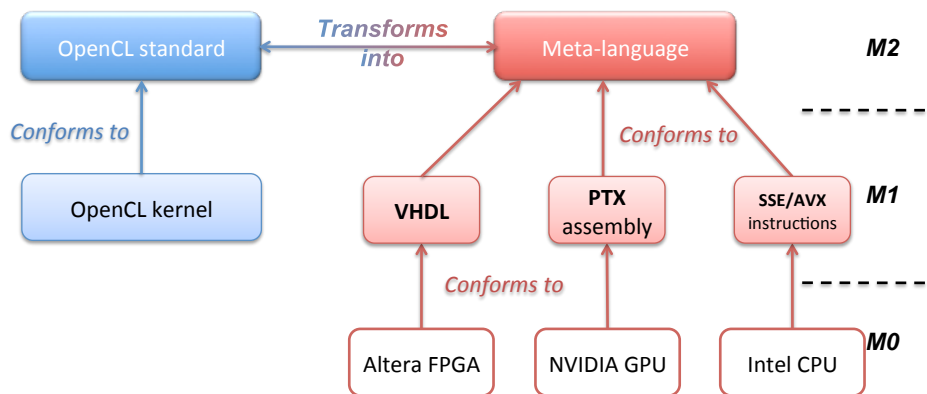 OpenCL standard
Transforms
into
Meta-language
M2
Conforms to
Conforms to
OpenCL kernel
VHDL
PTX
assembly
SSE/AVX
instructions
M1
Conforms to
Altera FPGA
NVIDIA GPU
Intel CPU
M0